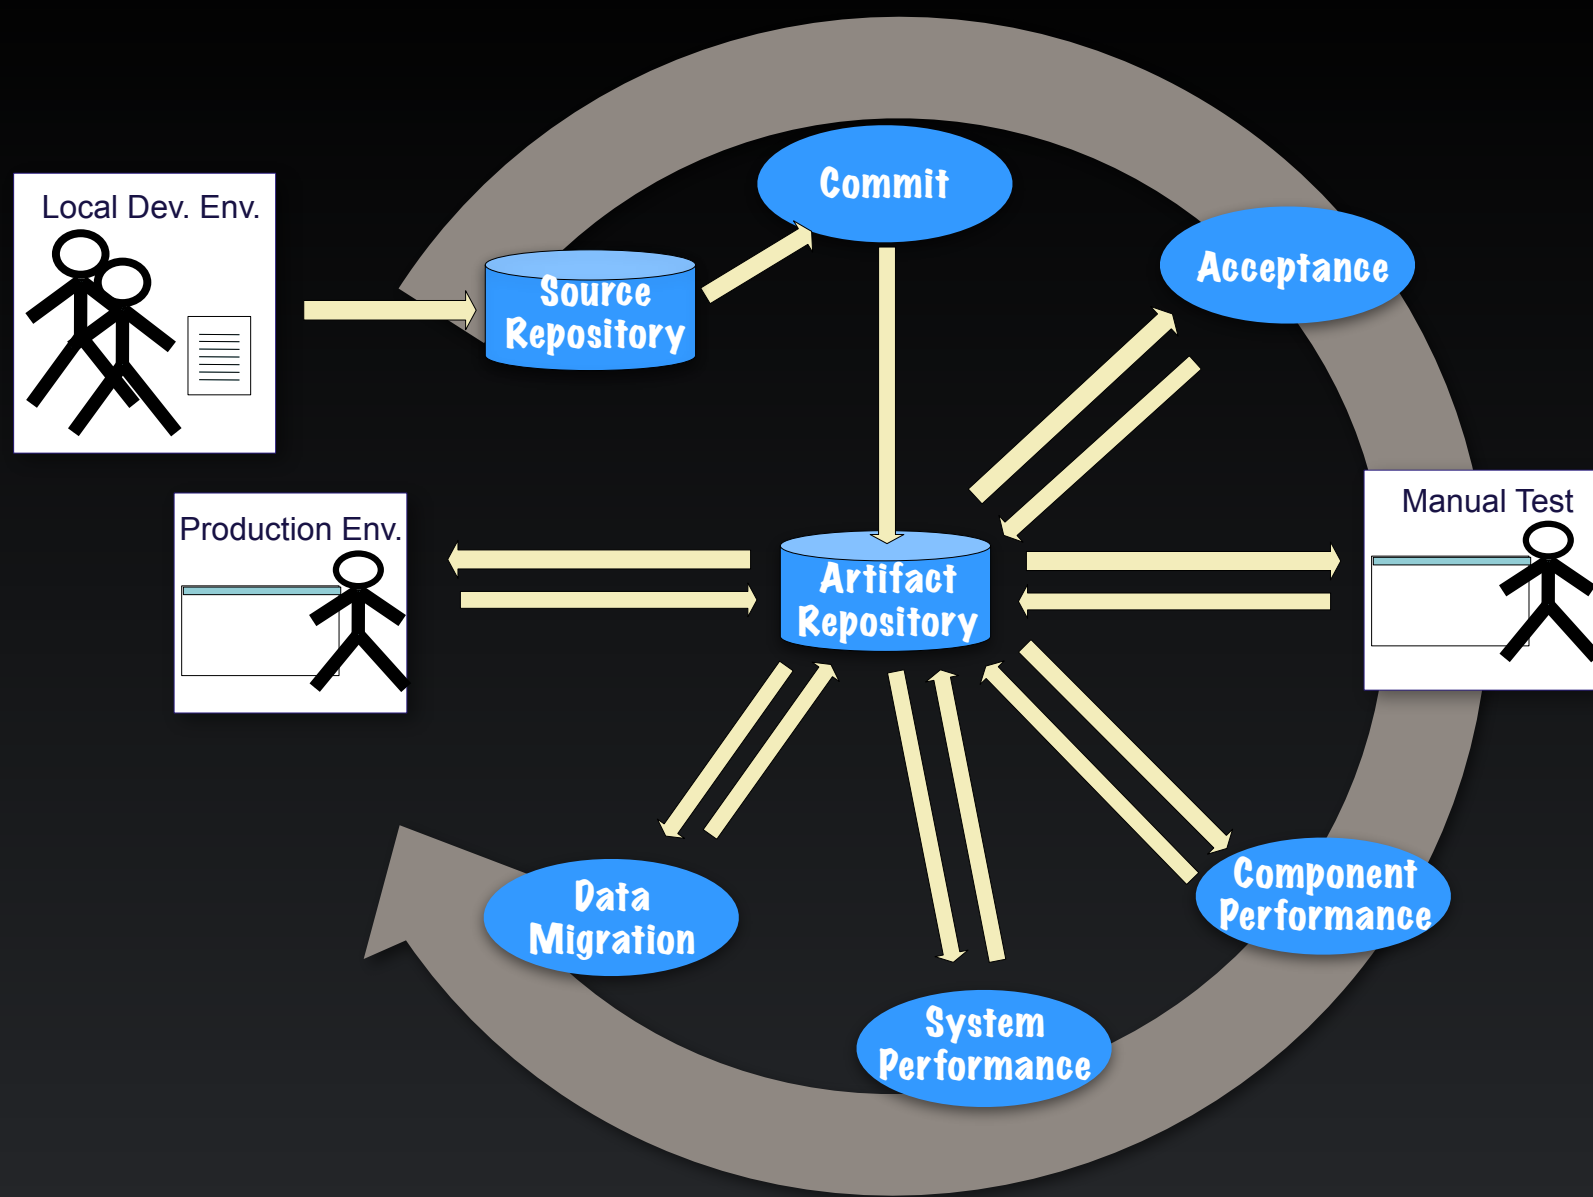 Commit
Local Dev. Env.
Source
Repository
Acceptance
Manual Test
Production Env.
Artifact
Repository
Component
Performance
Data
Migration
System
Performance